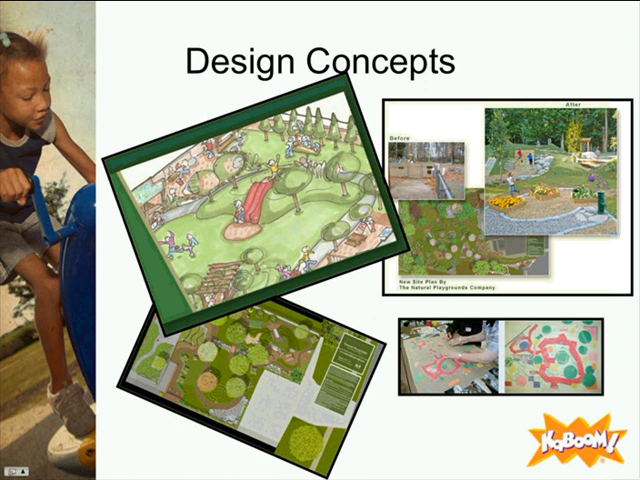 Design Concepts
After
Before
New Site Plan By
The Natural Playgrounds Company
KaBOOM!